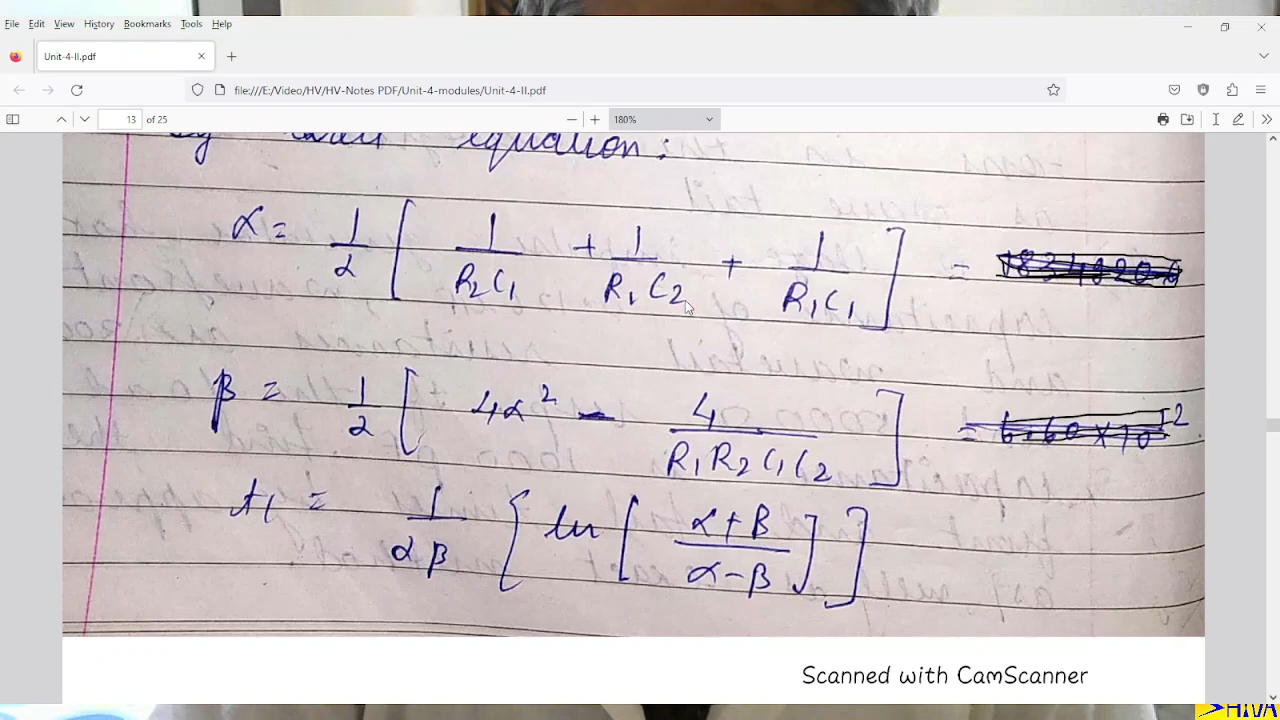 File Edit View History Bookmarks Tools Help
Unit-4-II.pdf
file:///E:/Video/HV/HV-Notes PDF/Unit-4-modules/Unit-4-II.pdf
13 of 25
180%
equation:
α = 1/2 [ 1/R₂C₁ + 1/R₁C₂ + 1/R₁C₁ ] =
β = 1/2 [ 4α² - 4/R₁R₂C₁C₂ ] =
t₁ = 1/2β [ ln [ α+β/α-β ] ]
Scanned with CamScanner
SHIVA